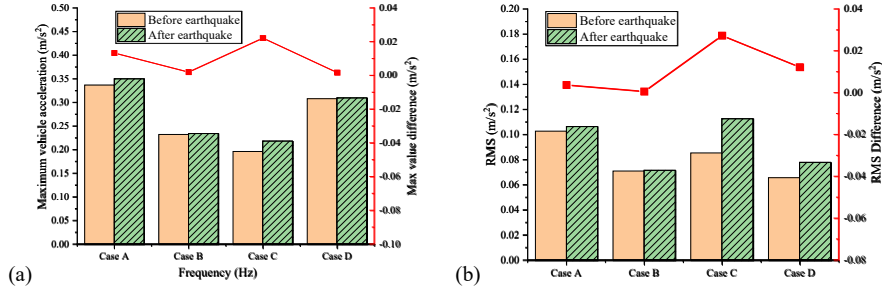 0.50
0.45
0.40
0.35
0.30
0.25
0.20
0.15
0.10
0.05
0.00
Maximum vehicle acceleration (m/s²)
Before earthquake
After earthquake
0.04
0.02
0.00
-0.02
-0.04
-0.06
-0.08
-0.10
Max value difference (m/s²)
Case A Case B Case C Case D
Frequency (Hz)
(a)
0.20
0.18
0.16
0.14
0.12
0.10
0.08
0.06
0.04
0.02
0.00
RMS (m/s²)
Before earthquake
After earthquake
0.04
0.02
0.00
-0.02
-0.04
-0.06
-0.08
RMS Difference (m/s²)
Case A Case B Case C Case D
(b)